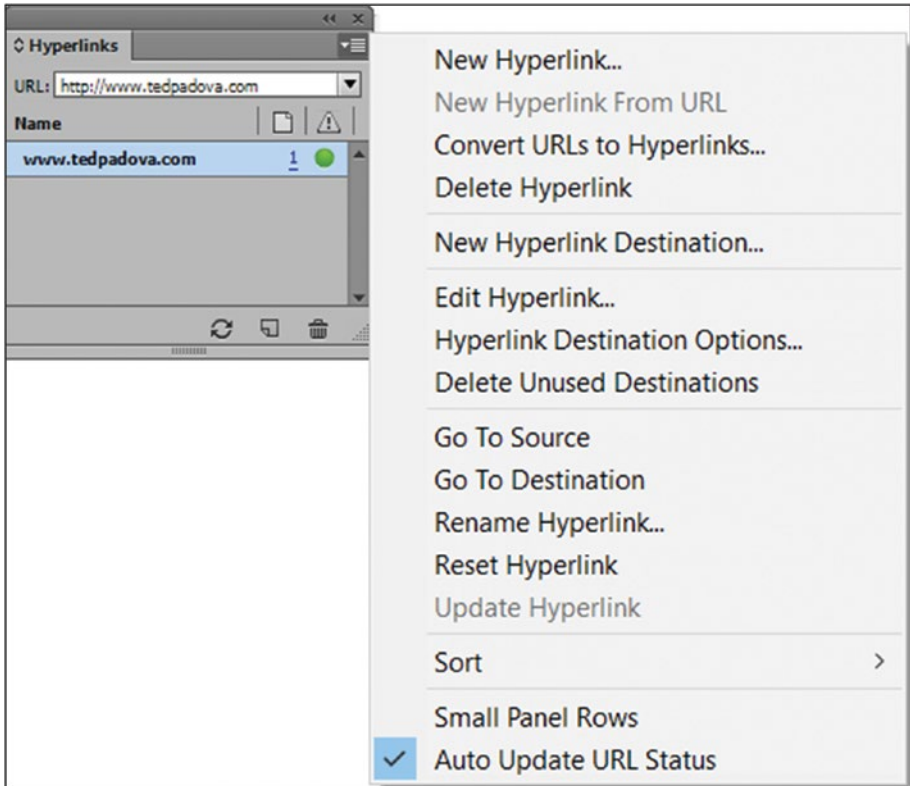 Hyperlinks
URL: http://www.tedpadova.com
Name
www.tedpadova.com 1
New Hyperlink...
New Hyperlink From URL
Convert URLs to Hyperlinks...
Delete Hyperlink
New Hyperlink Destination...
Edit Hyperlink...
Hyperlink Destination Options...
Delete Unused Destinations
Go To Source
Go To Destination
Rename Hyperlink...
Reset Hyperlink
Update Hyperlink
Sort
Small Panel Rows
Auto Update URL Status